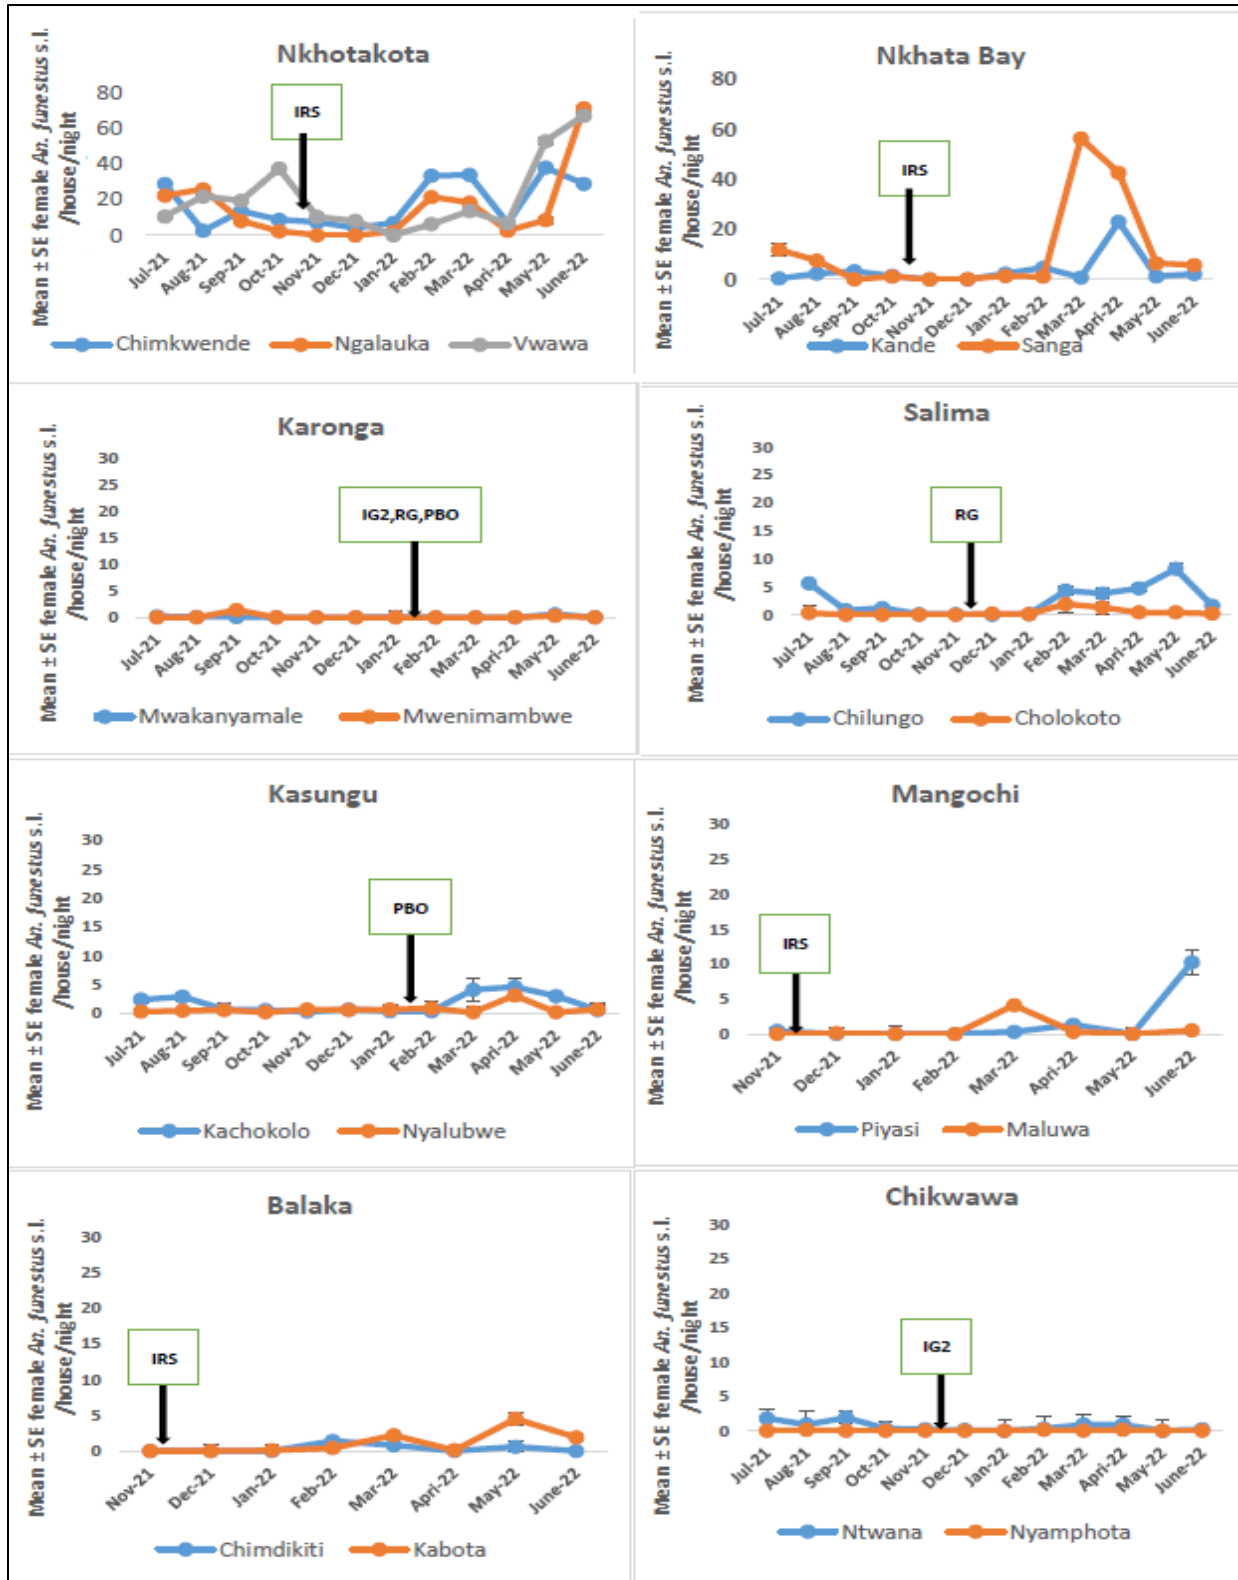 Nkhotakota
Mean ± SE female An. funestus s.l.
/house/night
80
60
40
20
0
IRS
Jul-21 Aug-21 Sep-21 Oct-21 Nov-21 Dec-21 Jan-22 Feb-22 Mar-22 Apri-22 May-22 June-22
Chimkwende Ngalauka Vwawa
Nkhata Bay
Mean ± SE female An. funestus s.l.
/house/night
80
60
40
20
0
IRS
Jul-21 Aug-21 Sep-21 Oct-21 Nov-21 Dec-21 Jan-22 Feb-22 Mar-22 Apri-22 May-22 June-22
Kande Sanga
Karonga
Mean ± SE female An. funestus s.l.
/house/night
30
25
20
15
10
5
0
IG2,RG,PBO
Jul-21 Aug-21 Sep-21 Oct-21 Nov-21 Dec-21 Jan-22 Feb-22 Mar-22 Apri-22 May-22 June-22
Mwakanyamale Mwenimambwe
Salima
Mean ± SE female An. funestus s.l.
/house/night
30
25
20
15
10
5
0
RG
Jul-21 Aug-21 Sep-21 Oct-21 Nov-21 Dec-21 Jan-22 Feb-22 Mar-22 Apri-22 May-22 June-22
Chilungo Cholokoto
Kasungu
Mean ± SE female An. funestus s.l.
/house/night
30
25
20
15
10
5
0
PBO
Jul-21 Aug-21 Sep-21 Oct-21 Nov-21 Dec-21 Jan-22 Feb-22 Mar-22 Apri-22 May-22 June-22
Kachokolo Nyalubwe
Mangochi
Mean ± SE female An. funestus s.l.
/house/night
30
25
20
15
10
5
0
IRS
Nov-21 Dec-21 Jan-22 Feb-22 Mar-22 Apri-22 May-22 June-22
Piyasi Maluwa
Balaka
Mean ± SE female An. funestus s.l.
/house/night
30
25
20
15
10
5
0
IRS
Nov-21 Dec-21 Jan-22 Feb-22 Mar-22 Apri-22 May-22 June-22
Chimdikiti Kabota
Chikwawa
Mean ± SE female An. funestus s.l.
/house/night
30
25
20
15
10
5
0
IG2
Jul-21 Aug-21 Sep-21 Oct-21 Nov-21 Dec-21 Jan-22 Feb-22 Mar-22 Apri-22 May-22 June-22
Ntwana Nyamphota